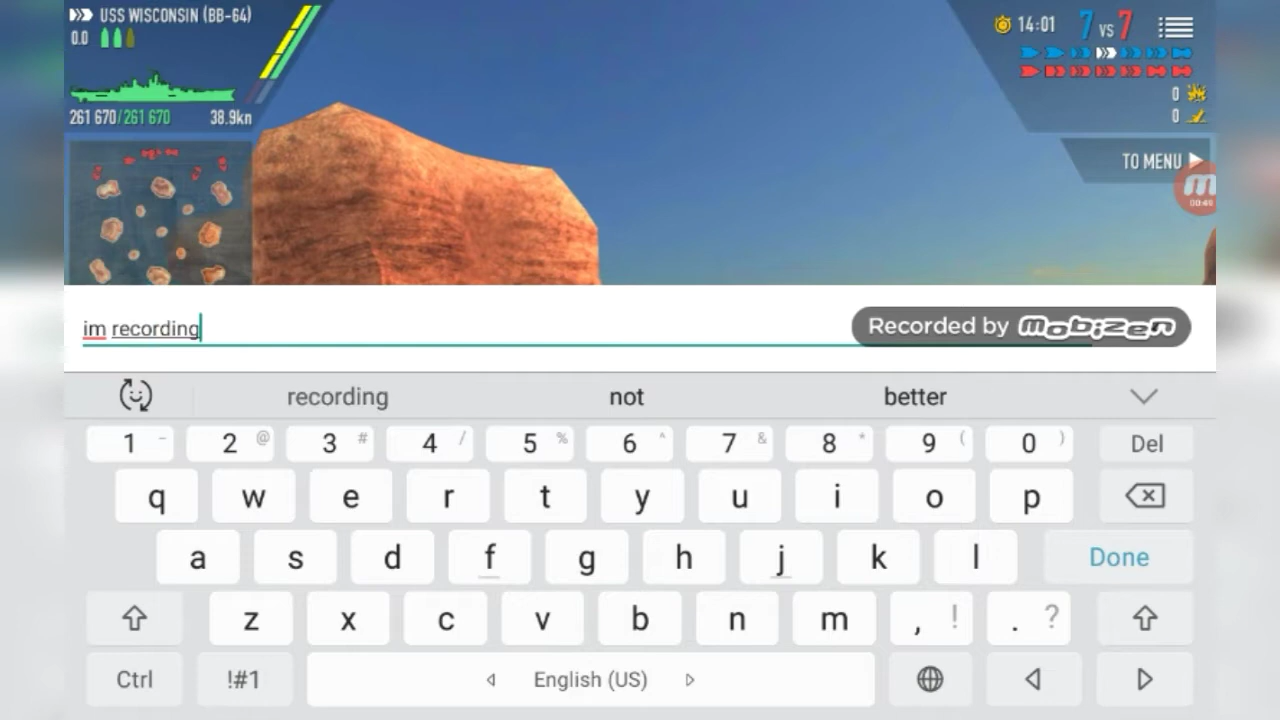 USS WISCONSIN (BB-64)
0.0
261 670/261 670 38.9kn
14:01 7 VS 7
0
0
TO MENU
m
00:46
im recording
Recorded by Mobizen
recording not better
1 - 2 @ 3 # 4 / 5 % 6 ^ 7 & 8 * 9 ( 0 ) Del
q w e r t y u i o p
a s d f g h j k l Done
z x c v b n m , ! . ?
Ctrl !#1 English (US)